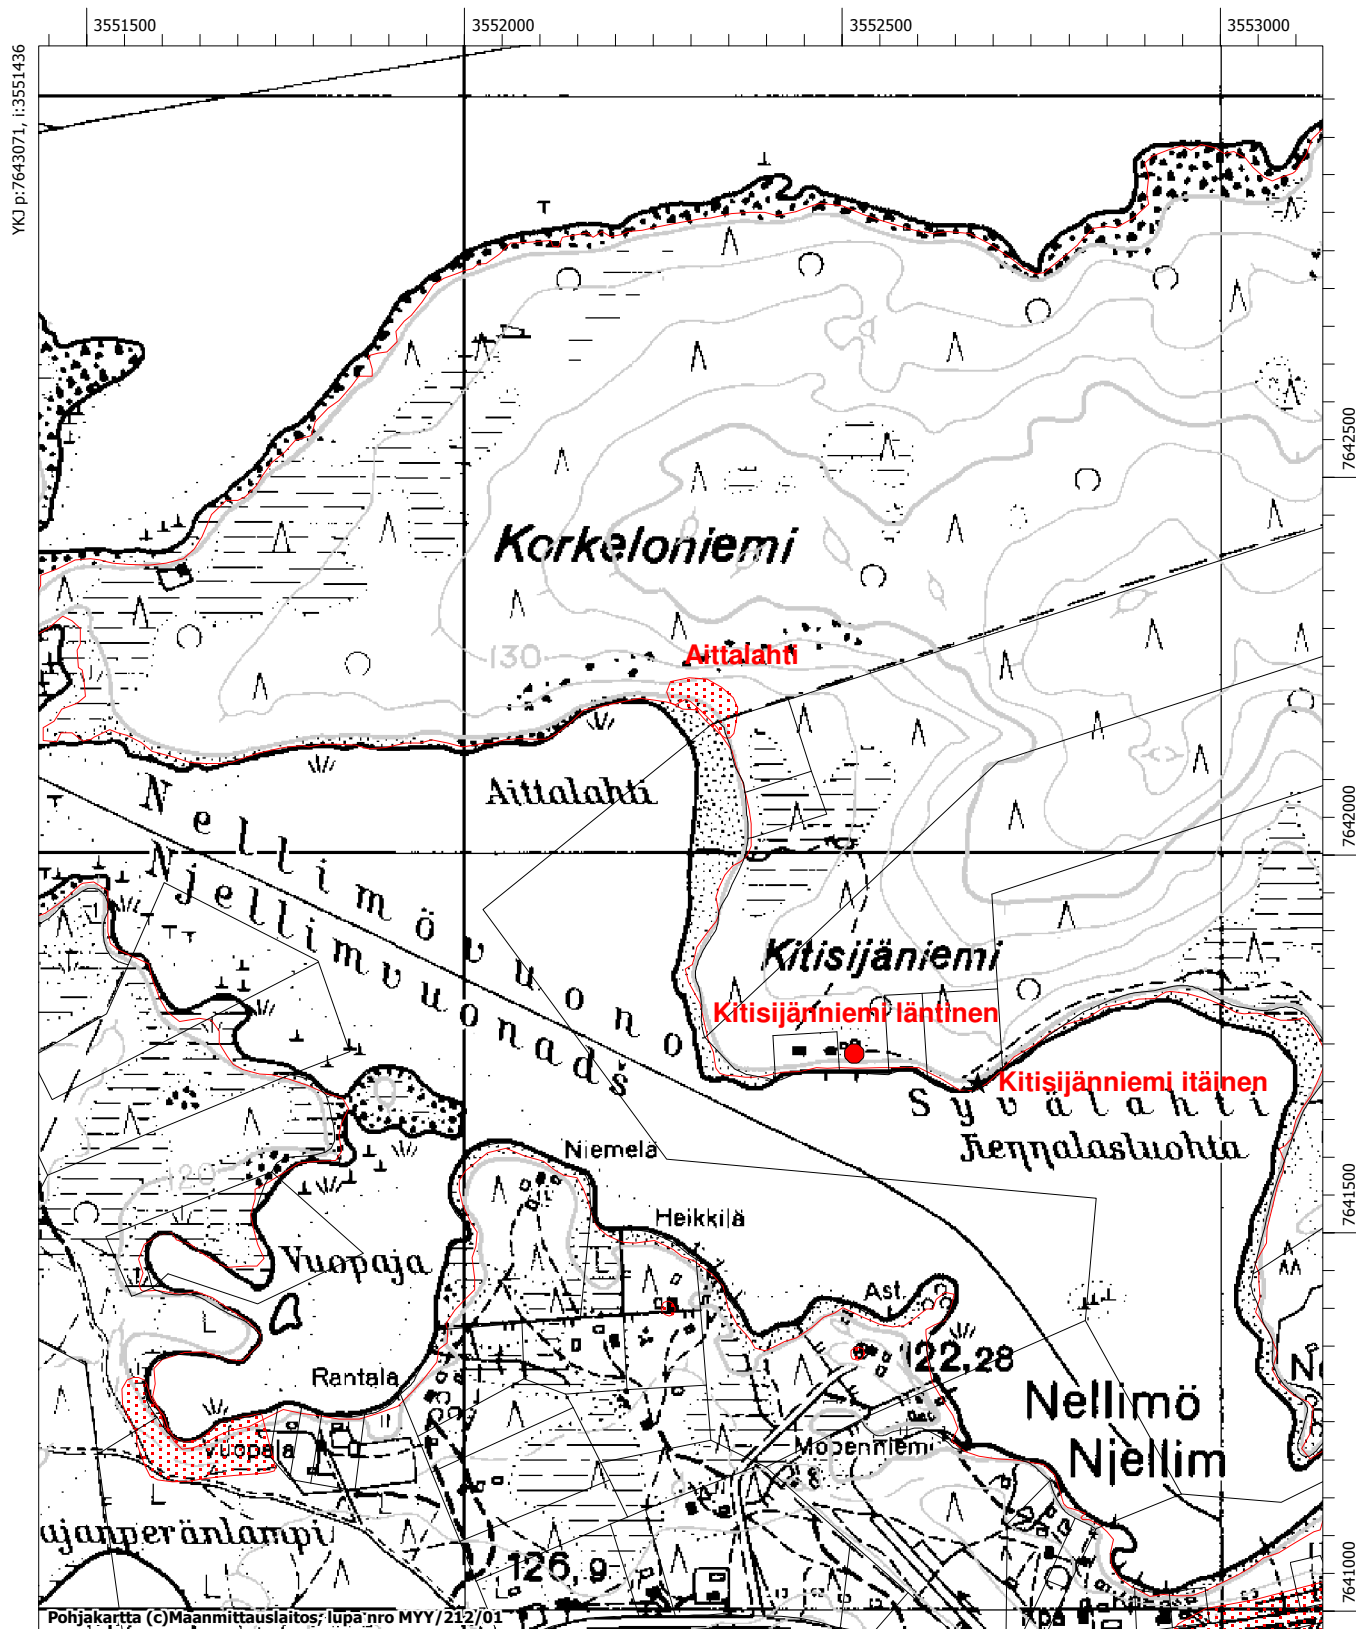 3551500
3552000
3552500
3553000
YKJ p:7643071, i:3551436
7642500
Korkeloniemi
130
Aittalahti
Aittalahti
7642000
Nellimövuono
Njellimvuonadš
Kitisijäniemi
Kitisijänniemi läntinen
Kitisijänniemi itäinen
Syvälahti
Niemelä
120
7641500
Heikkilä
Vuopaja
Ast.
122,28
Rantala
Nellimö
Vuopaja
Njellim
ajanperänlampi
126,9
7641000
Pohjakartta (c)Maanmittauslaitos, lupa nro MYY/212/01